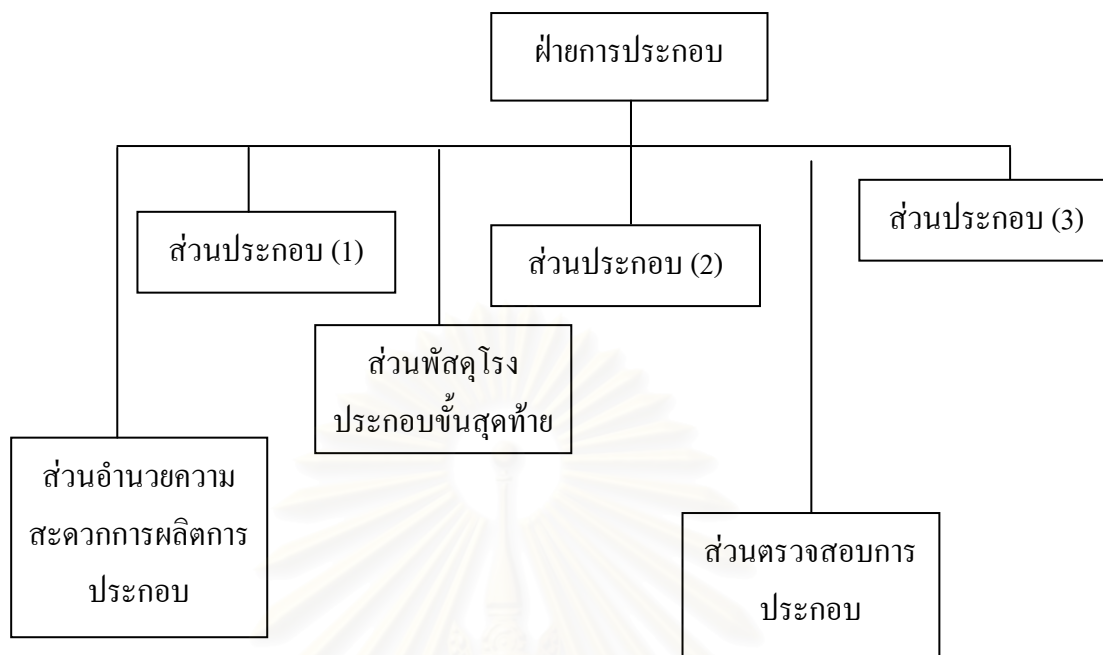 ฝ่ายการประกอบ
ส่วนประกอบ (1)
ส่วนประกอบ (2)
ส่วนประกอบ (3)
ส่วนพัสดุโรง
ประกอบขั้นสุดท้าย
ส่วนอำนวยความ
สะดวกการผลิตการ
ประกอบ
ส่วนตรวจสอบการ
ประกอบ